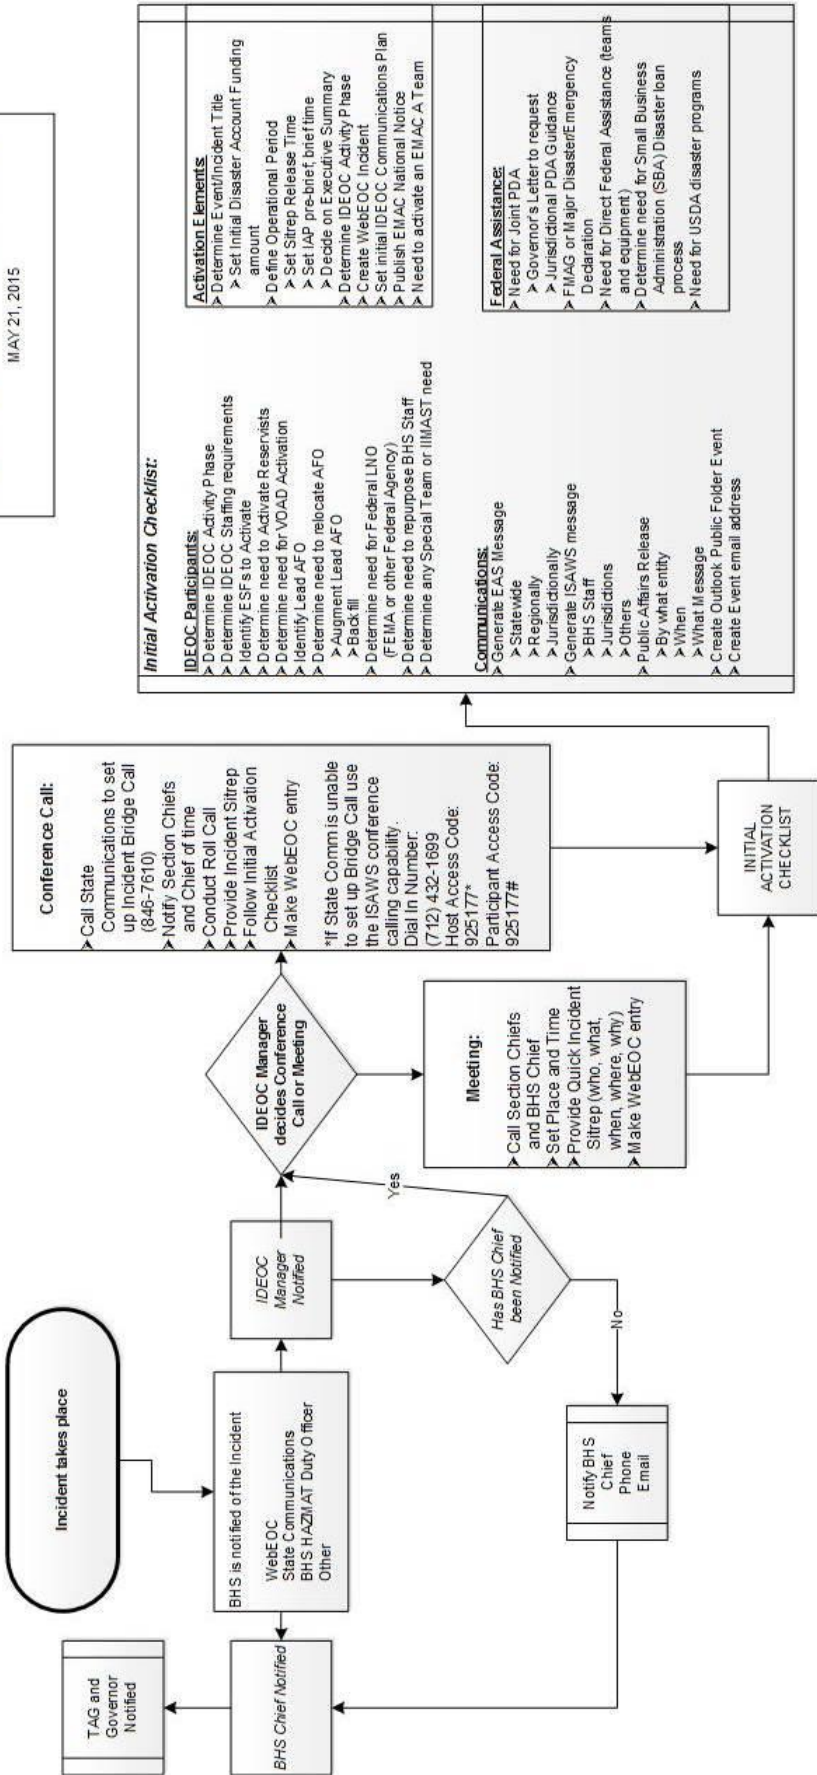 MAY 21, 2015
Incident takes place
TAG and
Governor
Notified
BHS Chief Notified
BHS is notified of the Incident
WebEOC
State Communications
BHS HAZMAT Duty Officer
Other
IDEOC
Manager
Notified
Has BHS Chief
been Notified
Yes
No
Notify BHS
Chief
Phone
Email
IDEOC Manager
decides Conference
Call or Meeting
Conference Call:
➤Call State
Communications to set
up Incident Bridge Call
(846-7610)
➤Notify Section Chiefs
and Chief of time
➤Conduct Roll Call
➤Provide Incident Sitrep
➤Follow Initial Activation
Checklist
➤Make WebEOC entry
*If State Comm is unable
to set up Bridge Call use
the ISAWS conference
calling capability.
Dial In Number:
(712) 432-1699
Host Access Code:
925177*
Participant Access Code:
925177#
Meeting:
➤Call Section Chiefs
and BHS Chief
➤Set Place and Time
➤Provide Quick Incident
Sitrep (who, what,
when, where, why)
➤Make WebEOC entry
INITIAL
ACTIVATION
CHECKLIST
Initial Activation Checklist:
IDEOC Participants:
➤Determine IDEOC Activity Phase
➤Determine IDEOC Staffing requirements
➤Identify ESFs to Activate
➤Determine need to Activate Reservists
➤Determine need for VOAD Activation
➤Identify Lead AFO
➤Determine need to relocate AFO
➤Augment Lead AFO
➤Back fill
➤Determine need for Federal LNO
(FEMA or other Federal Agency)
➤Determine need to repurpose BHS Staff
➤Determine any Special Team or IIMAST need
Activation Elements:
➤Determine Event/Incident Title
➤Set Initial Disaster Account Funding
amount
➤Define Operational Period
➤Set Sitrep Release Time
➤Set IAP pre-brief, brief time
➤Decide on Executive Summary
➤Determine IDEOC Activity Phase
➤Create WebEOC Incident
➤Set initial IDEOC Communications Plan
➤Publish EMAC National Notice
➤Need to activate an EMAC A Team
Communications:
➤Generate EAS Message
➤Statewide
➤Regionally
➤Jurisdictionally
➤Generate ISAWS message
➤BHS Staff
➤Jurisdictions
➤Others
➤Public Affairs Release
➤By what entity
➤When
➤What Message
➤Create Outlook Public Folder Event
➤Create Event email address
Federal Assistance:
➤Need for Joint PDA
➤Governor's Letter to request
➤Jurisdictional PDA Guidance
➤FMAG or Major Disaster/Emergency
Declaration
➤Need for Direct Federal Assistance (teams
and equipment)
➤Determine need for Small Business
Administration (SBA) Disaster loan
process
➤Need for USDA disaster programs